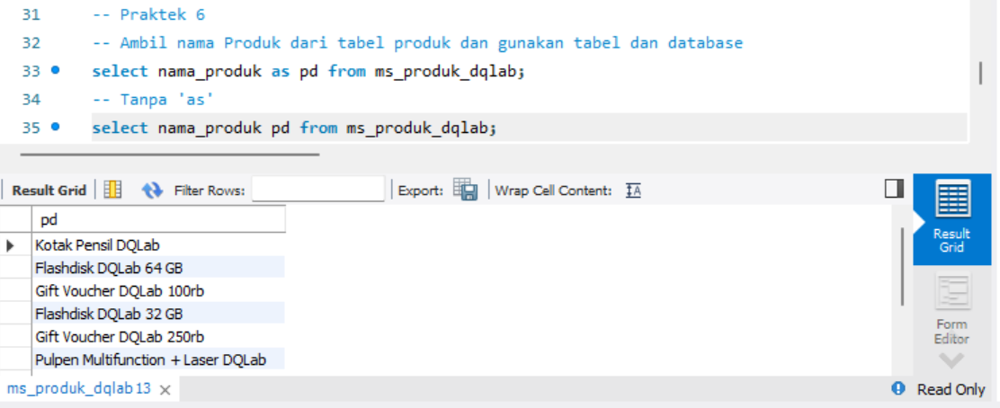 31 -- Praktek 6
32 -- Ambil nama Produk dari tabel produk dan gunakan tabel dan database
33 select nama_produk as pd from ms_produk_dqlab;
34 -- Tanpa 'as'
35 select nama_produk pd from ms_produk_dqlab;
Result Grid Filter Rows: Export: Wrap Cell Content: IA
pd
Kotak Pensil DQLab
Flashdisk DQLab 64 GB
Gift Voucher DQLab 100rb
Flashdisk DQLab 32 GB
Gift Voucher DQLab 250rb
Pulpen Multifunction + Laser DQLab
Result
Grid
Form
Editor
ms_produk_dqlab13 Read Only